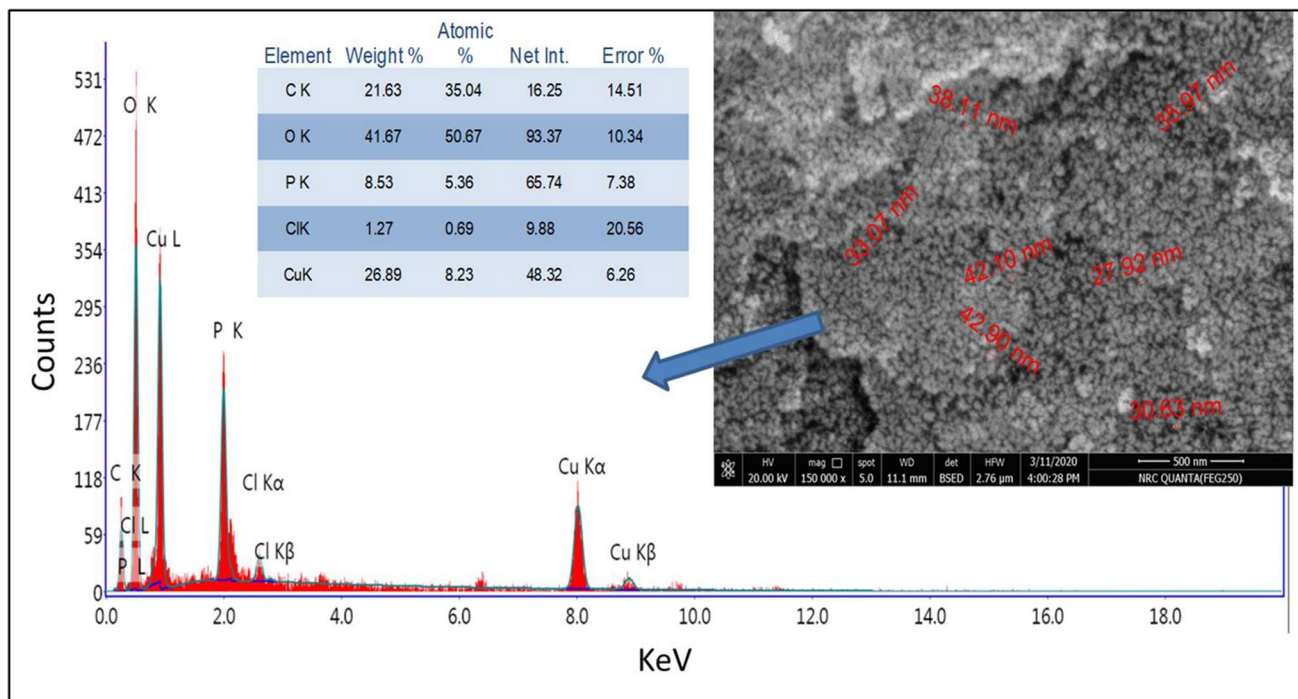 Element Weight % Atomic % Net Int. Error %
C K 21.63 35.04 16.25 14.51
O K 41.67 50.67 93.37 10.34
P K 8.53 5.36 65.74 7.38
ClK 1.27 0.69 9.88 20.56
CuK 26.89 8.23 48.32 6.26
Counts
531
472
413
354
295
236
177
118
59
0
O K
Cu L
P K
C K
Cl L
P L
Cl Kα
Cl Kβ
Cu Kα
Cu Kβ
0.0 2.0 4.0 6.0 8.0 10.0 12.0 14.0 16.0 18.0
KeV
38.11 nm
35.97 nm
33.07 nm
42.10 nm
27.92 nm
42.90 nm
30.63 nm
HV mag spot WD det HFW 3/11/2020 500 nm
20.00 kV 150 000 x 5.0 11.1 mm BSED 2.76 µm 4:00:28 PM NRC QUANTA(FEG250)